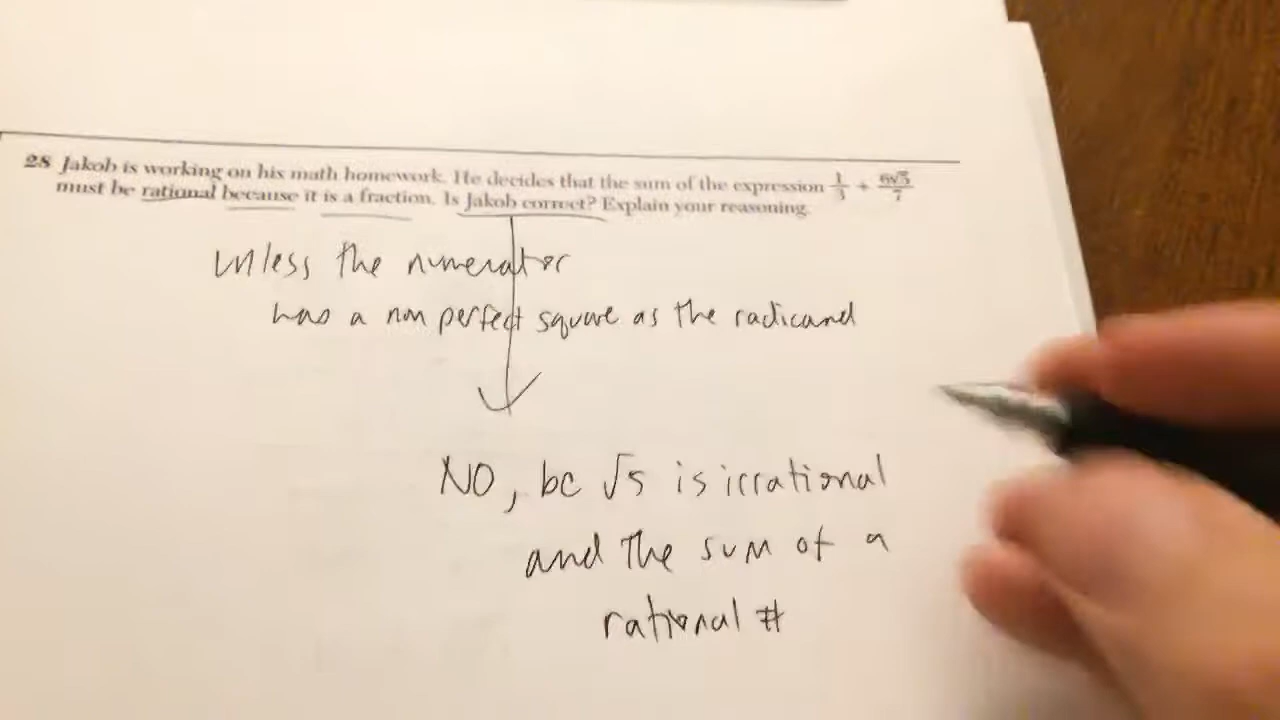 28 Jakob is working on his math homework. He decides that the sum of the expression 1/3 + 6√5/7
must be rational because it is a fraction. Is Jakob correct? Explain your reasoning.
unless the numerator
has a non perfect square as the radicand
NO, bc √5 is irrational
and the sum of a
rational #